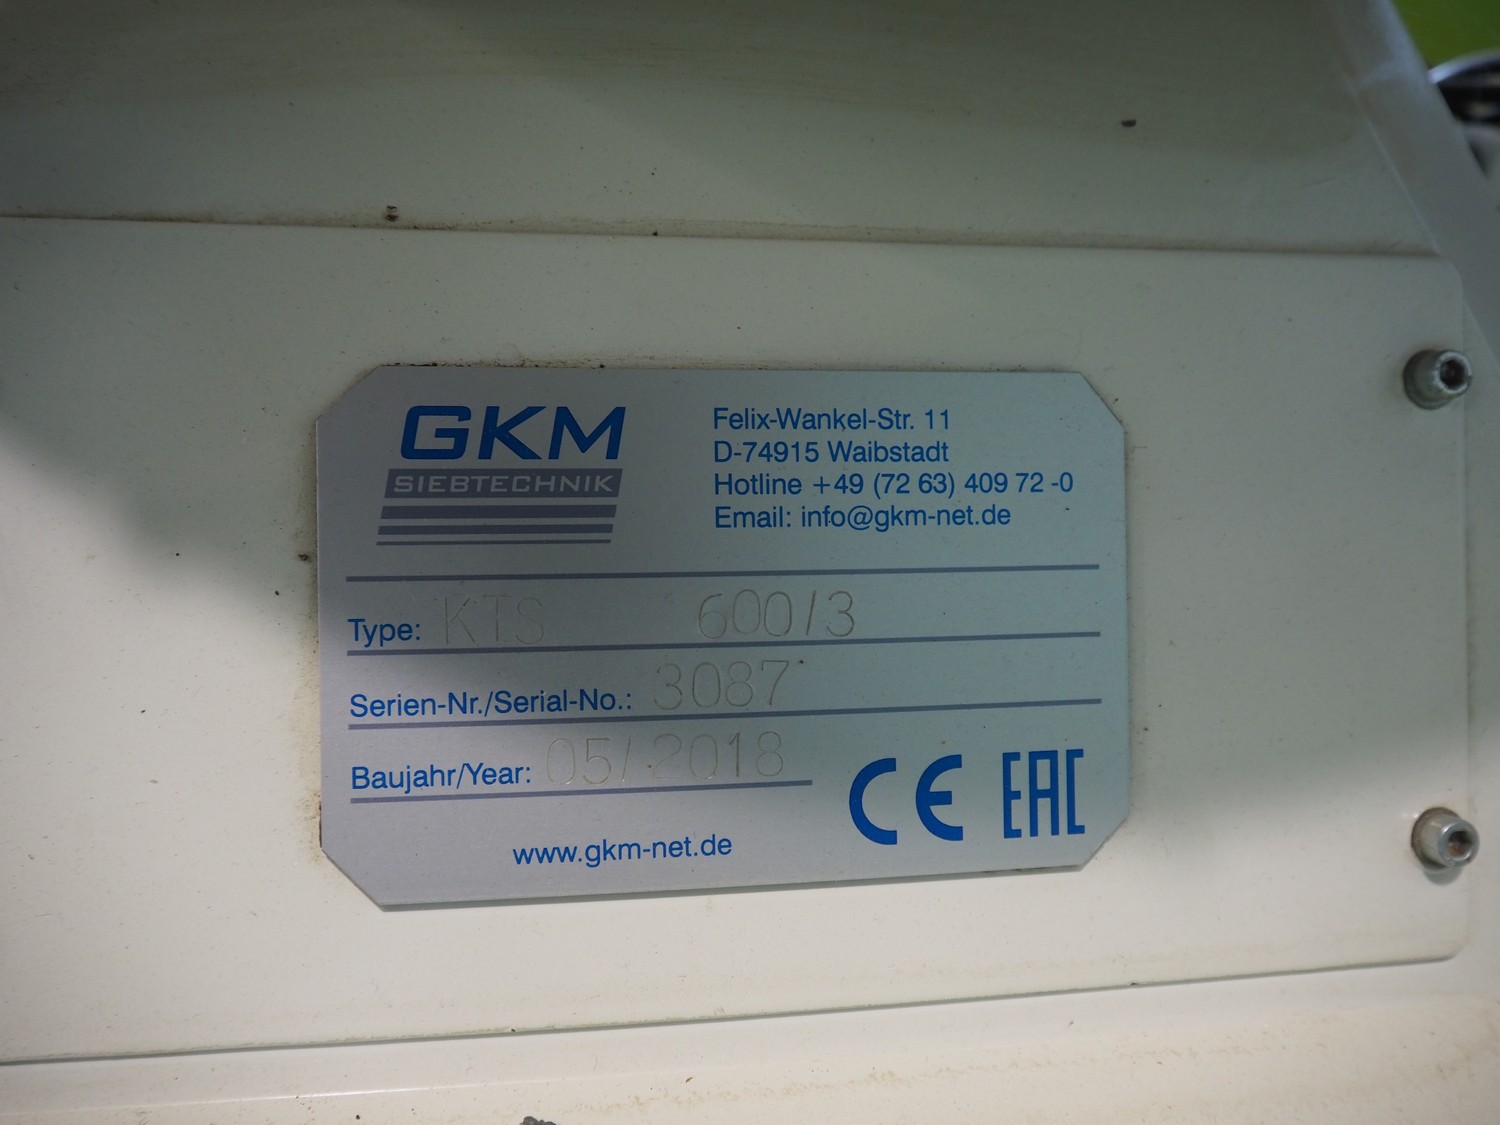 GKM
SIEBTECHNIK
Felix-Wankel-Str. 11
D-74915 Waibstadt
Hotline +49 (72 63) 409 72 -0
Email: info@gkm-net.de
Type: KTS 600/3
Serien-Nr./Serial-No.: 3087
Baujahr/Year: 05/2018
www.gkm-net.de
CE EAC